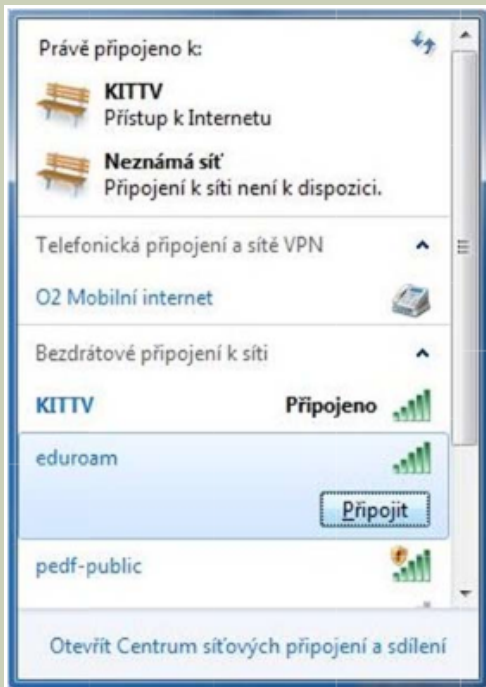 Právě připojeno k:
KITTV
Přístup k Internetu
Neznámá síť
Připojení k síti není k dispozici.
Telefonická připojení a sítě VPN
O2 Mobilní internet
Bezdrátové připojení k síti
KITTV Připojeno
eduroam
Připojit
pedf-public
Otevřít Centrum síťových připojení a sdílení